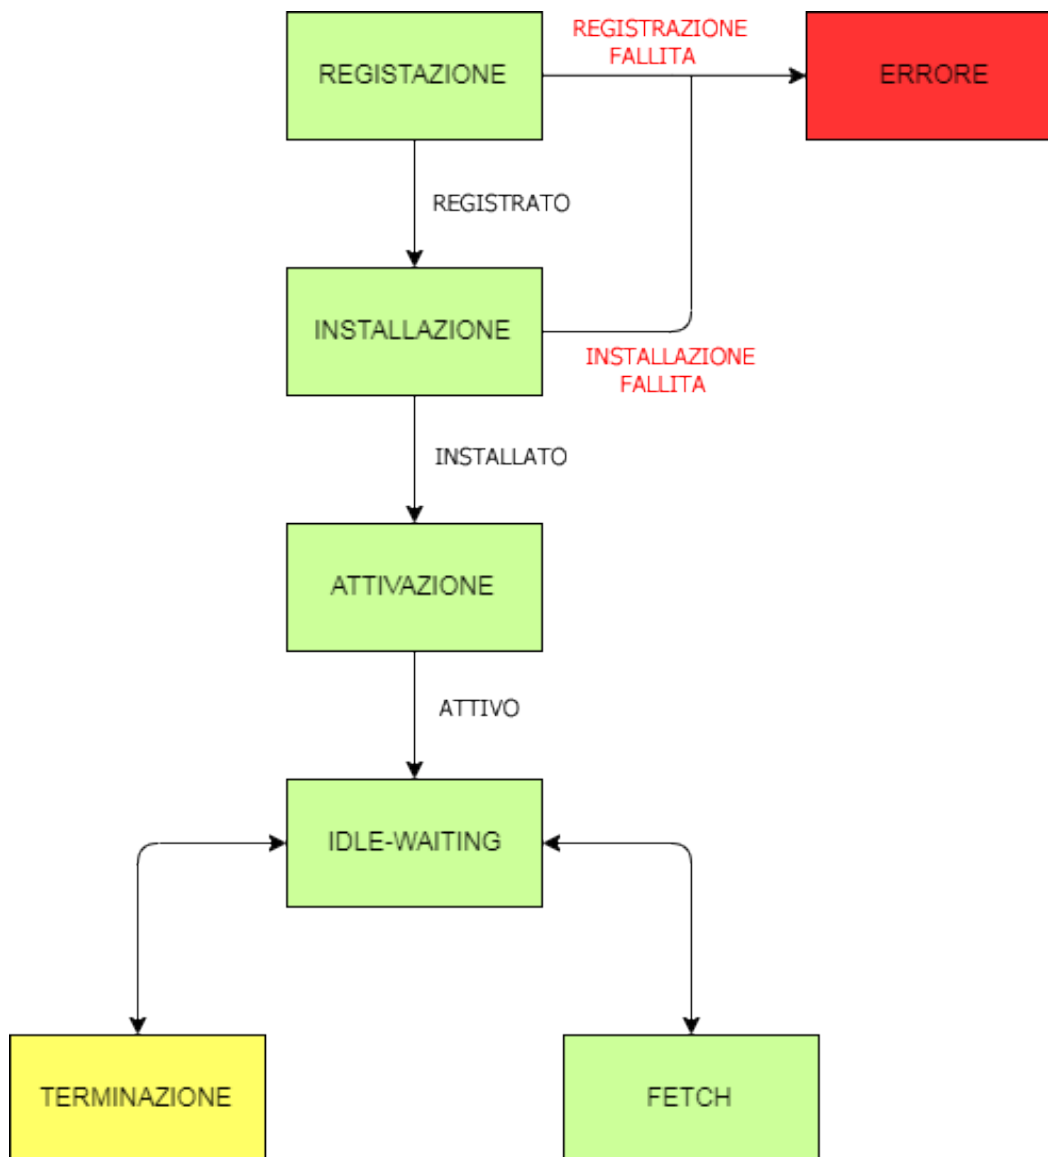 REGISTAZIONE
REGISTRAZIONE
FALLITA
ERRORE
REGISTRATO
INSTALLAZIONE
INSTALLAZIONE
FALLITA
INSTALLATO
ATTIVAZIONE
ATTIVO
IDLE-WAITING
TERMINAZIONE
FETCH